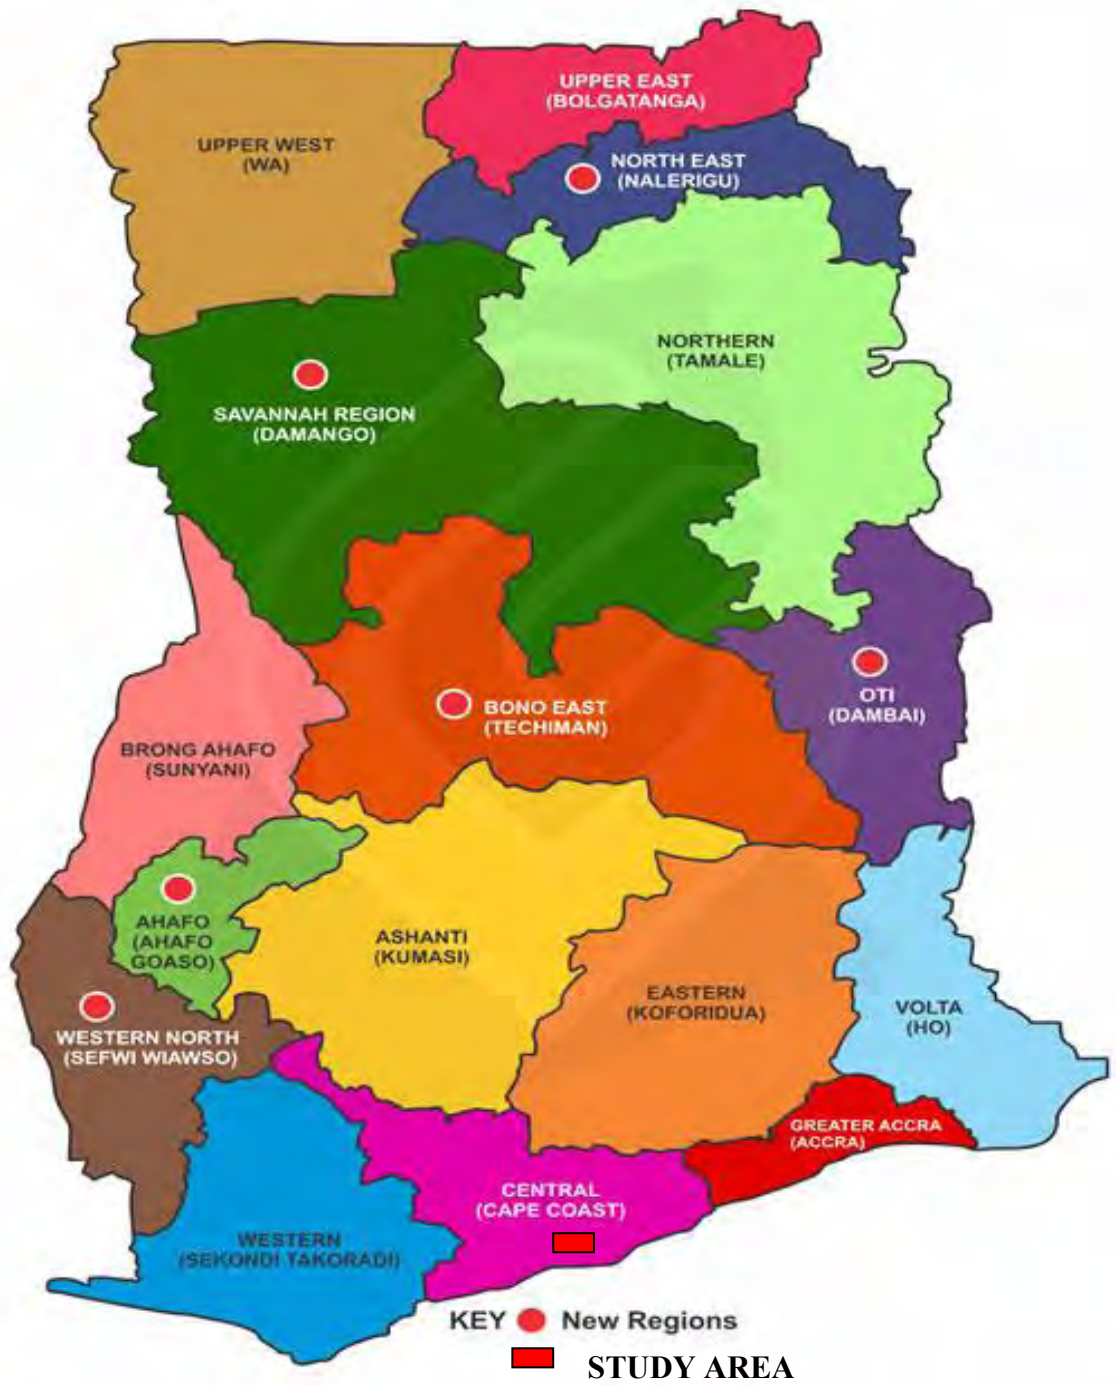 UPPER EAST
(BOLGATANGA)
UPPER WEST
(WA)
NORTH EAST
(NALERIGU)
NORTHERN
(TAMALE)
SAVANNAH REGION
(DAMANGO)
OTI
(DAMBAI)
BONO EAST
(TECHIMAN)
BRONG AHAFO
(SUNYANI)
AHAFO
(AHAFO
GOASO)
ASHANTI
(KUMASI)
EASTERN
(KOFORIDUA)
VOLTA
(HO)
WESTERN NORTH
(SEFWI WIAWSO)
GREATER ACCRA
(ACCRA)
CENTRAL
(CAPE COAST)
WESTERN
(SEKONDI TAKORADI)
KEY New Regions
STUDY AREA